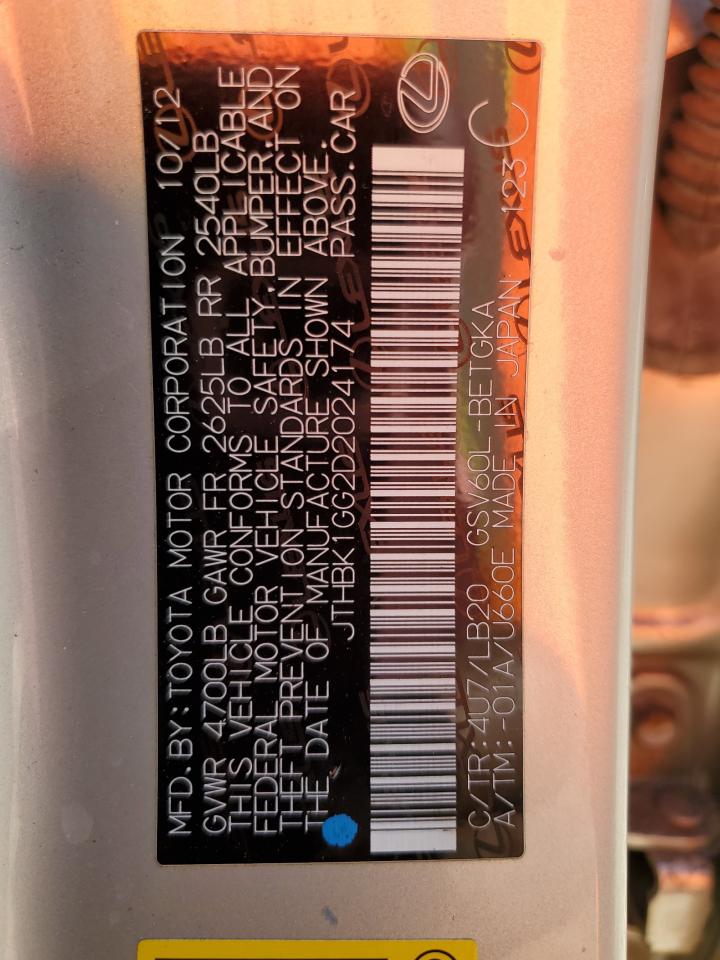 MFD.BY:TOYOTA MOTOR CORPORATION 10/12
GVWR 4700LB GAWR FR 2625LB RR 2540LB
THIS VEHICLE CONFORMS TO ALL APPLICABLE
FEDERAL MOTOR VEHICLE SAFETY,BUMPER,AND
THEFT PREVENTION STANDARDS IN EFFECT ON
THE DATE OF MANUFACTURE SHOWN ABOVE.
JTHBK1GG2D2024174 PASS.CAR
C/TR:4U7/LB20 GSV60L-BETGKA
A/TM:-01A/U660E MADE IN JAPAN 123 C